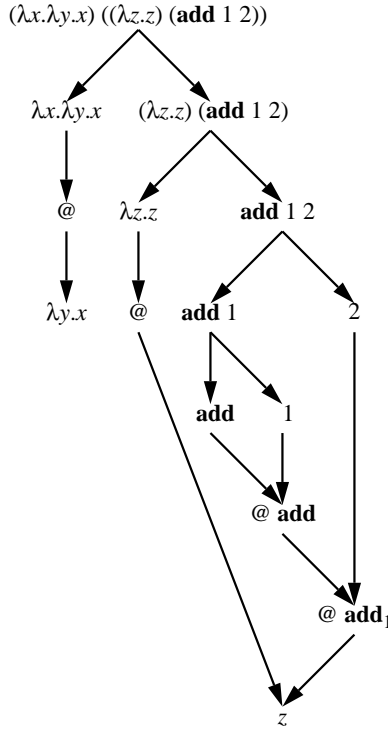 (λx.λy.x) ((λz.z) (add 1 2))
λx.λy.x (λz.z) (add 1 2)
@ λz.z add 1 2
λy.x @ add 1 2
add 1
@ add
@ add₁
z